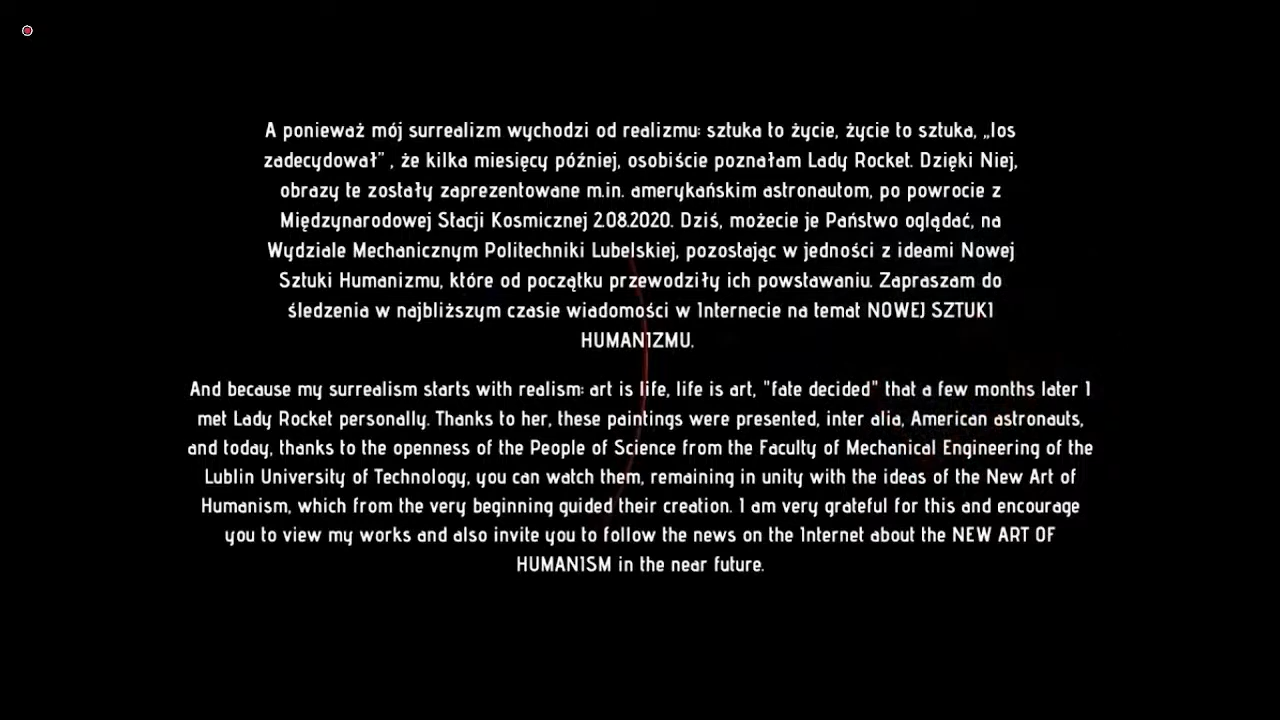 A ponieważ mój surrealizm wychodzi od realizmu: sztuka to życie, życie to sztuka, „los
zadecydował” , że kilka miesięcy później, osobiście poznałam Lady Rocket. Dzięki Niej,
obrazy te zostały zaprezentowane m.in. amerykańskim astronautom, po powrocie z
Międzynarodowej Stacji Kosmicznej 2.08.2020. Dziś, możecie je Państwo oglądać, na
Wydziale Mechanicznym Politechniki Lubelskiej, pozostając w jedności z ideami Nowej
Sztuki Humanizmu, które od początku przewodziły ich powstawaniu. Zapraszam do
śledzenia w najbliższym czasie wiadomości w Internecie na temat NOWEJ SZTUKI
HUMANIZMU.
And because my surrealism starts with realism: art is life, life is art, "fate decided" that a few months later I
met Lady Rocket personally. Thanks to her, these paintings were presented, inter alia, American astronauts,
and today, thanks to the openness of the People of Science from the Faculty of Mechanical Engineering of the
Lublin University of Technology, you can watch them, remaining in unity with the ideas of the New Art of
Humanism, which from the very beginning guided their creation. I am very grateful for this and encourage
you to view my works and also invite you to follow the news on the Internet about the NEW ART OF
HUMANISM in the near future.